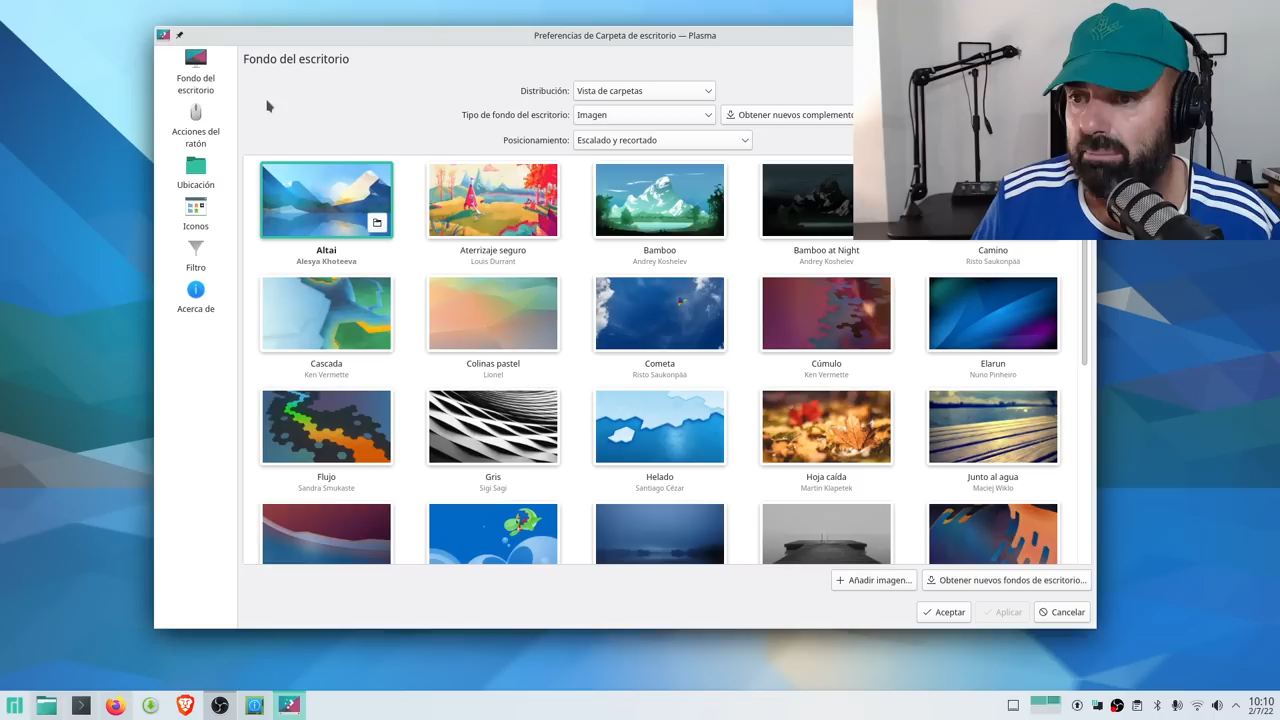 Preferencias de Carpeta de escritorio — Plasma
Fondo del
escritorio
Acciones del
ratón
Ubicación
Iconos
Filtro
Acerca de
Fondo del escritorio
Distribución: Vista de carpetas
Tipo de fondo del escritorio: Imagen Obtener nuevos complemento
Posicionamiento: Escalado y recortado
Altai Aterrizaje seguro Bamboo Bamboo at Night Camino
Alesya Khoteeva Louis Durrant Andrey Koshelev Andrey Koshelev Risto Saukonpää
Cascada Colinas pastel Cometa Cúmulo Elarun
Ken Vermette Lionel Risto Saukonpää Ken Vermette Nuno Pinheiro
Flujo Gris Helado Hoja caída Junto al agua
Sandra Smukaste Sigi Sagi Santiago Cézar Martin Klapetek Maciej Wiklo
Añadir imagen... Obtener nuevos fondos de escritorio...
Aceptar Aplicar Cancelar
10:10
2/7/22